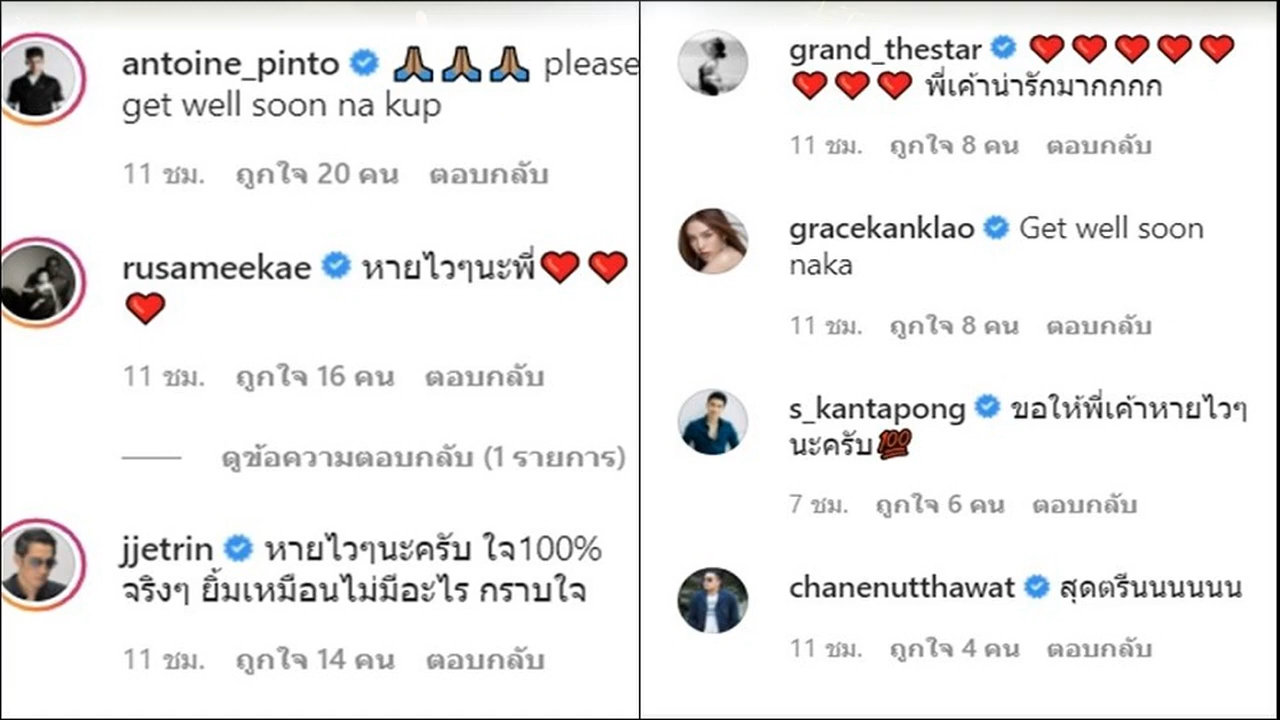 antoine_pinto 🙏🏽🙏🏽🙏🏽 please
get well soon na kup
11 ชม. ถูกใจ 20 คน ตอบกลับ
rusameekae หายไวๆนะพี่❤️❤️
❤️
11 ชม. ถูกใจ 16 คน ตอบกลับ
ดูข้อความตอบกลับ (1 รายการ)
jjetrin หายไวๆนะครับ ใจ100%
จริงๆ ยิ้มเหมือนไม่มีอะไร กราบใจ
11 ชม. ถูกใจ 14 คน ตอบกลับ
grand_thestar ❤️❤️❤️❤️❤️
❤️❤️❤️ พี่เค้าน่ารักมากกกก
11 ชม. ถูกใจ 8 คน ตอบกลับ
gracekanklao Get well soon
naka
11 ชม. ถูกใจ 8 คน ตอบกลับ
s_kantapong ขอให้พี่เค้าหายไวๆ
นะครับ💯
7 ชม. ถูกใจ 6 คน ตอบกลับ
chanenutthawat สุดตรีนนนนนน
11 ชม. ถูกใจ 4 คน ตอบกลับ